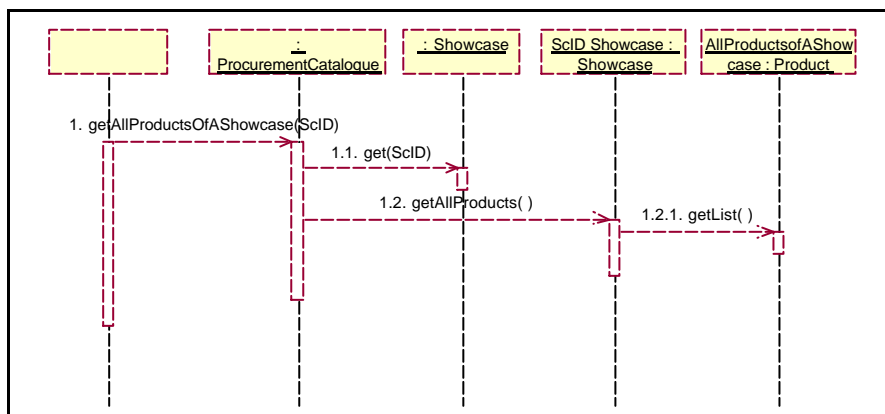 :
ProcurementCatalogue
: Showcase
ScID Showcase :
Showcase
AllProductsofAShow
case : Product
1. getAllProductsOfAShowcase(ScID)
1.1. get(ScID)
1.2. getAllProducts( )
1.2.1. getList( )